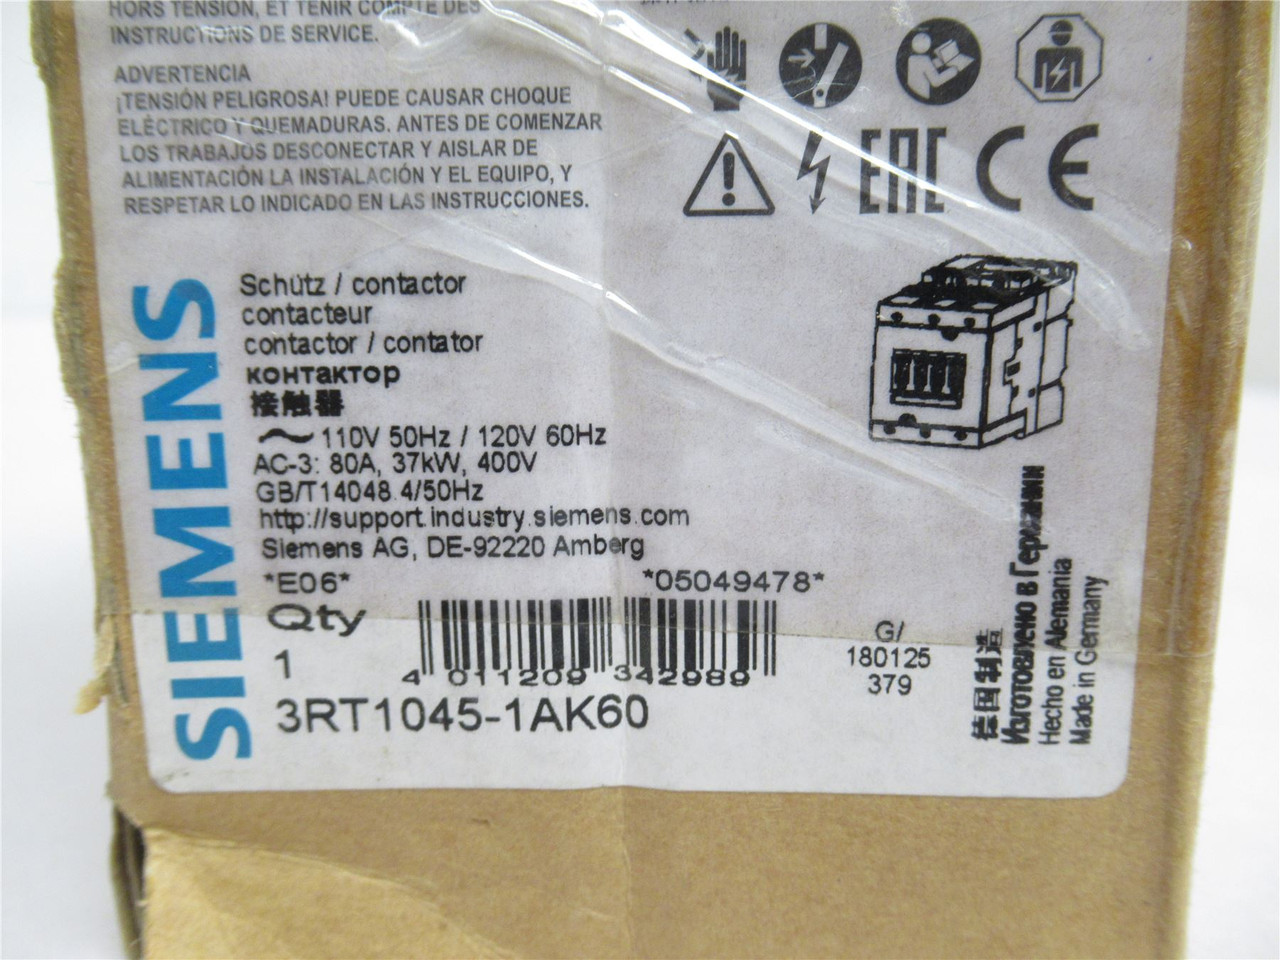 HORS TENSION, ET TENIR COMPTE DES
INSTRUCTIONS DE SERVICE.
ADVERTENCIA
¡TENSIÓN PELIGROSA! PUEDE CAUSAR CHOQUE
ELÉCTRICO Y QUEMADURAS. ANTES DE COMENZAR
LOS TRABAJOS DESCONECTAR Y AISLAR DE
ALIMENTACIÓN LA INSTALACIÓN Y EL EQUIPO, Y
RESPETAR LO INDICADO EN LAS INSTRUCCIONES.
EAC CE
SIEMENS
Schütz / contactor
contacteur
contactor / contator
контактор
接触器
~ 110V 50Hz / 120V 60Hz
AC-3: 80A, 37kW, 400V
GB/T14048.4/50Hz
http://support.industry.siemens.com
Siemens AG, DE-92220 Amberg
*E06* *05049478*
Qty
1
4 011209 342989
3RT1045-1AK60
G/
180125
379
德国制造
Изготовлено в Германии
Hecho en Alemania
Made in Germany